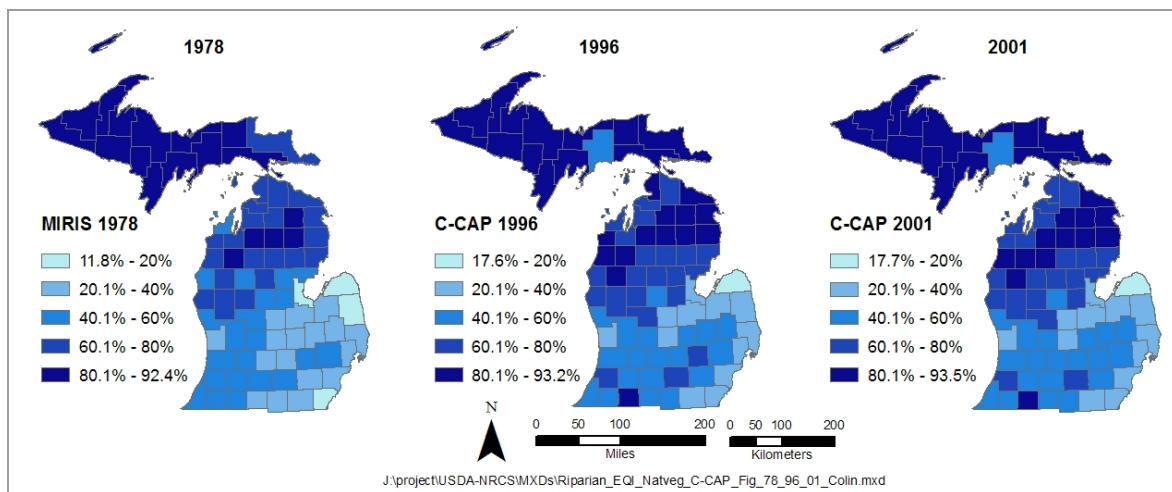 1978
1996
2001
MIRIS 1978
11.8% - 20%
20.1% - 40%
40.1% - 60%
60.1% - 80%
80.1% - 92.4%
C-CAP 1996
17.6% - 20%
20.1% - 40%
40.1% - 60%
60.1% - 80%
80.1% - 93.2%
C-CAP 2001
17.7% - 20%
20.1% - 40%
40.1% - 60%
60.1% - 80%
80.1% - 93.5%
N
0 50 100 200
Miles
0 50 100 200
Kilometers
J:\project\USDA-NRCS\MXDs\Riparian_EQI_Natveg_C-CAP_Fig_78_96_01_Colin.mxd